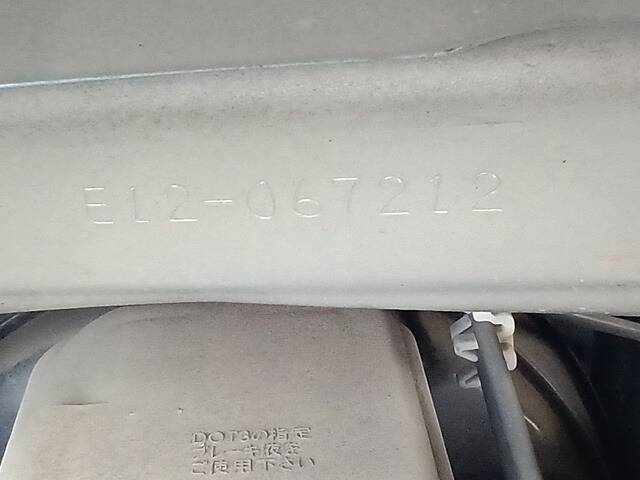 E12-067212
DOT3の指定
ブレーキ液を
ご使用下さい